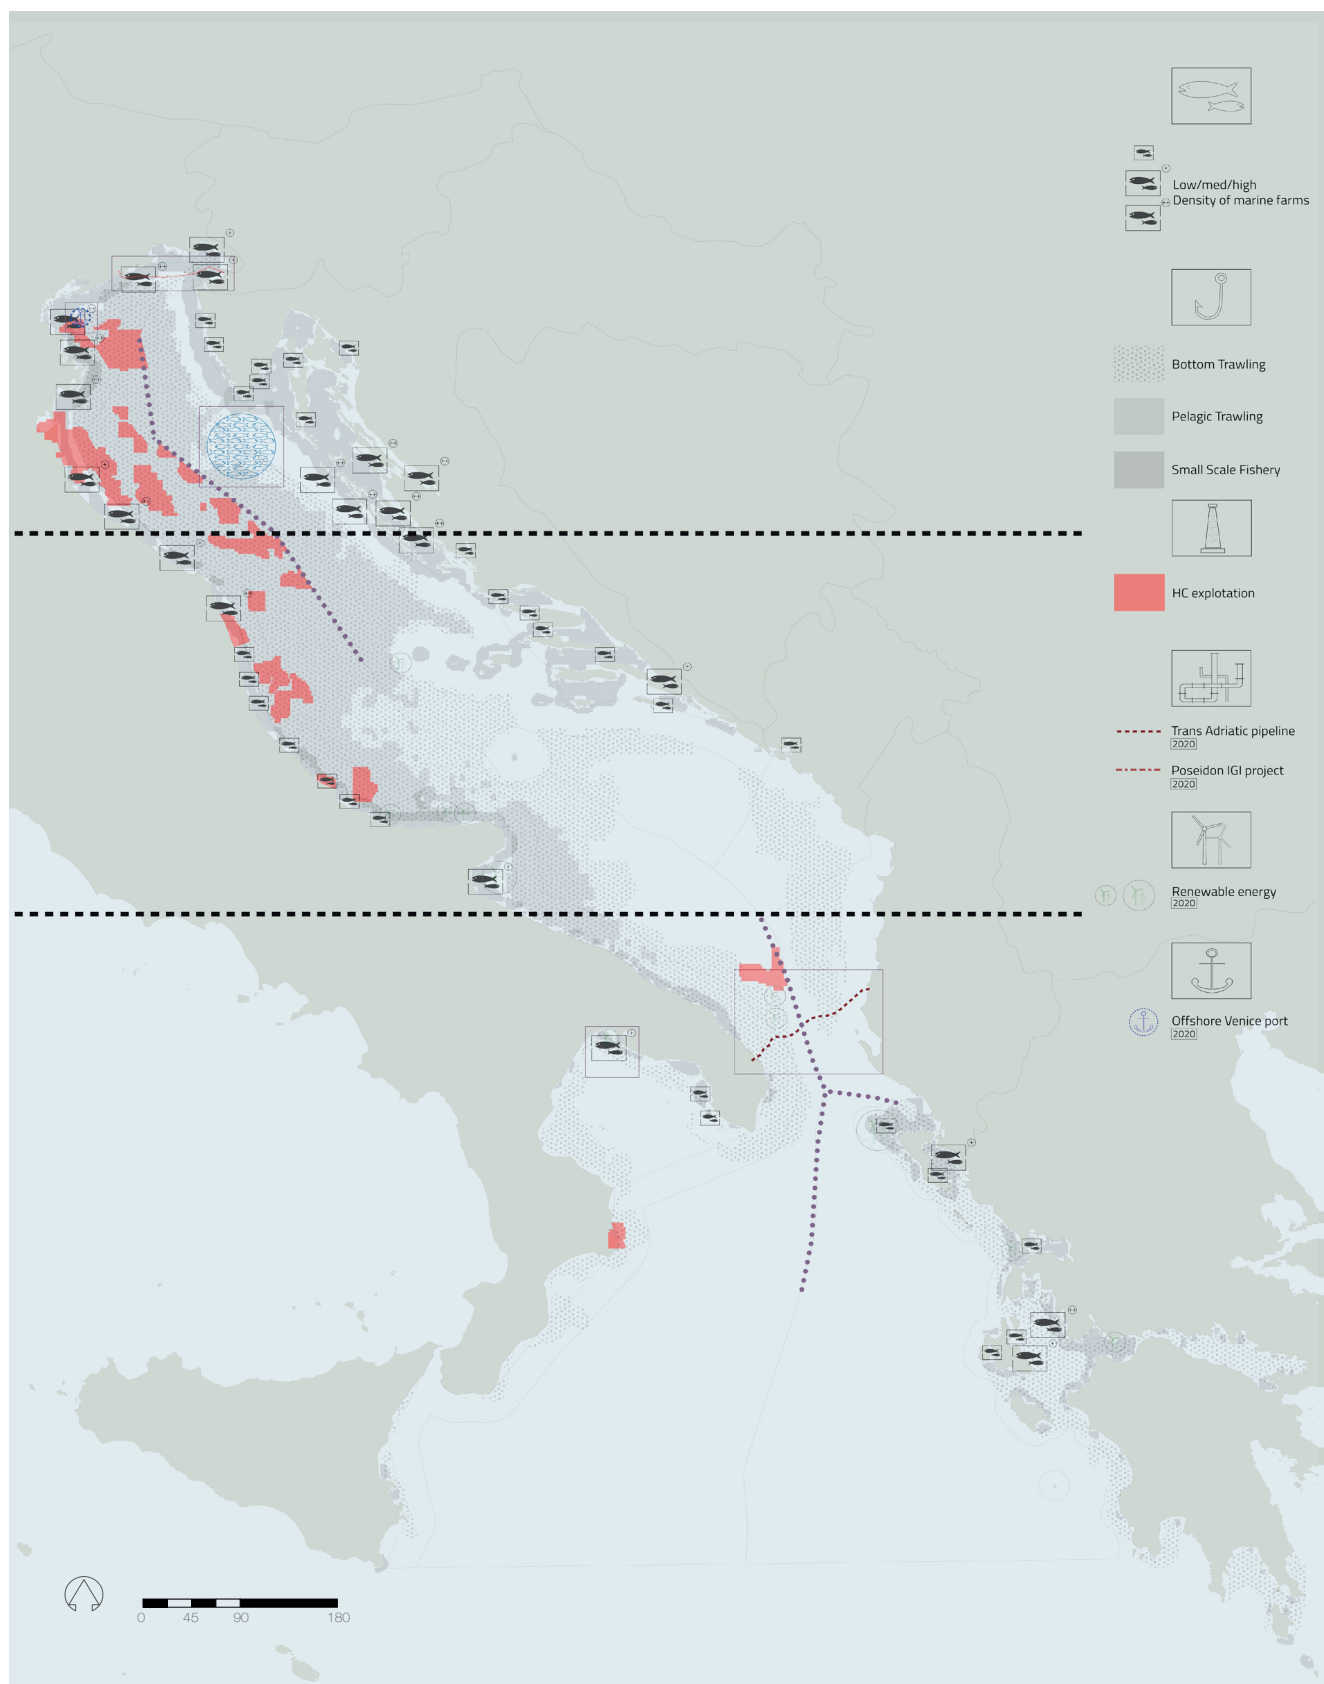 Low/med/high
Density of marine farms
Bottom Trawling
Pelagic Trawling
Small Scale Fishery
HC explotation
Trans Adriatic pipeline
2020
Poseidon IGI project
2020
Renewable energy
2020
Offshore Venice port
2020
0 45 90 180